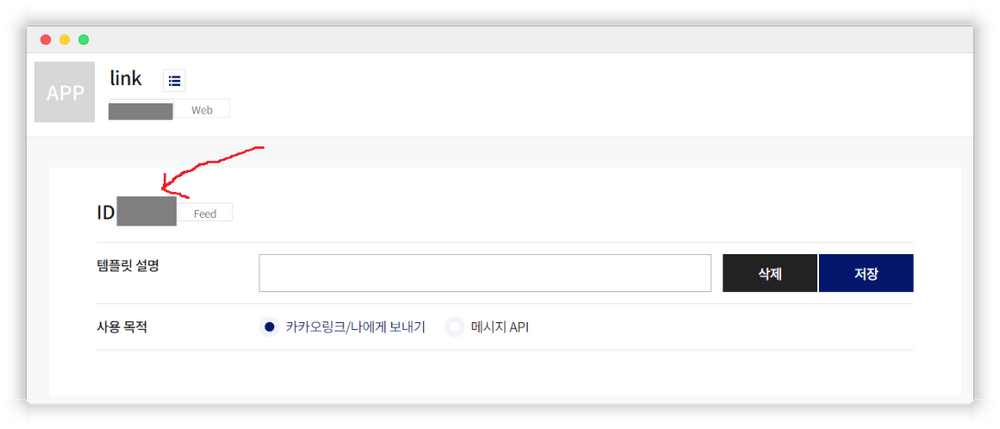 APP
link
Web
ID Feed
템플릿 설명 삭제 저장
사용 목적 카카오링크/나에게 보내기 메시지 API